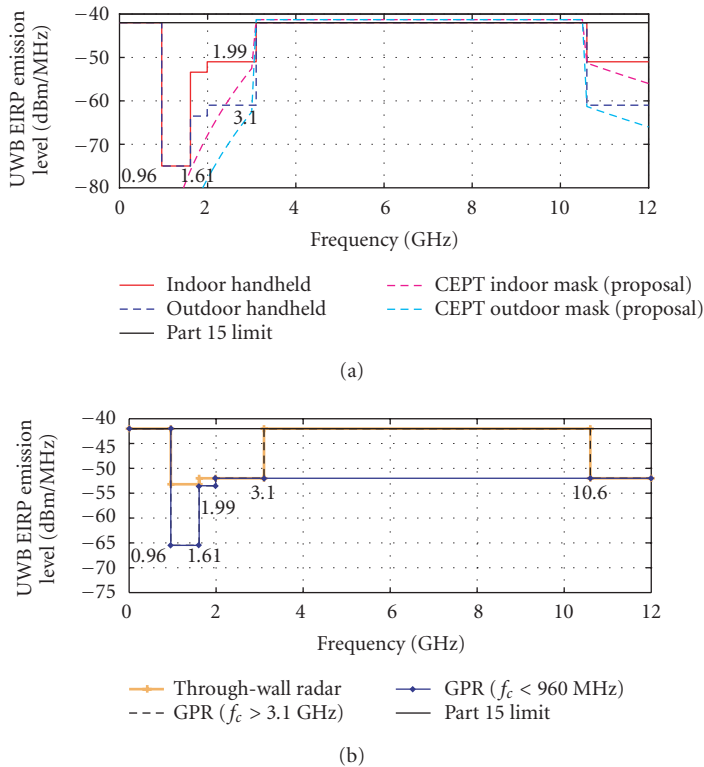 UWB EIRP emission
level (dBm/MHz)
−40
−50
−60
−70
−80
1.99
3.1
0.96
1.61
0 2 4 6 8 10 12
Frequency (GHz)
Indoor handheld
Outdoor handheld
Part 15 limit
CEPT indoor mask (proposal)
CEPT outdoor mask (proposal)
(a)
UWB EIRP emission
level (dBm/MHz)
−40
−45
−50
−55
−60
−65
−70
−75
3.1
10.6
1.99
0.96
1.61
0 2 4 6 8 10 12
Frequency (GHz)
Through-wall radar
GPR (fc > 3.1 GHz)
GPR (fc < 960 MHz)
Part 15 limit
(b)